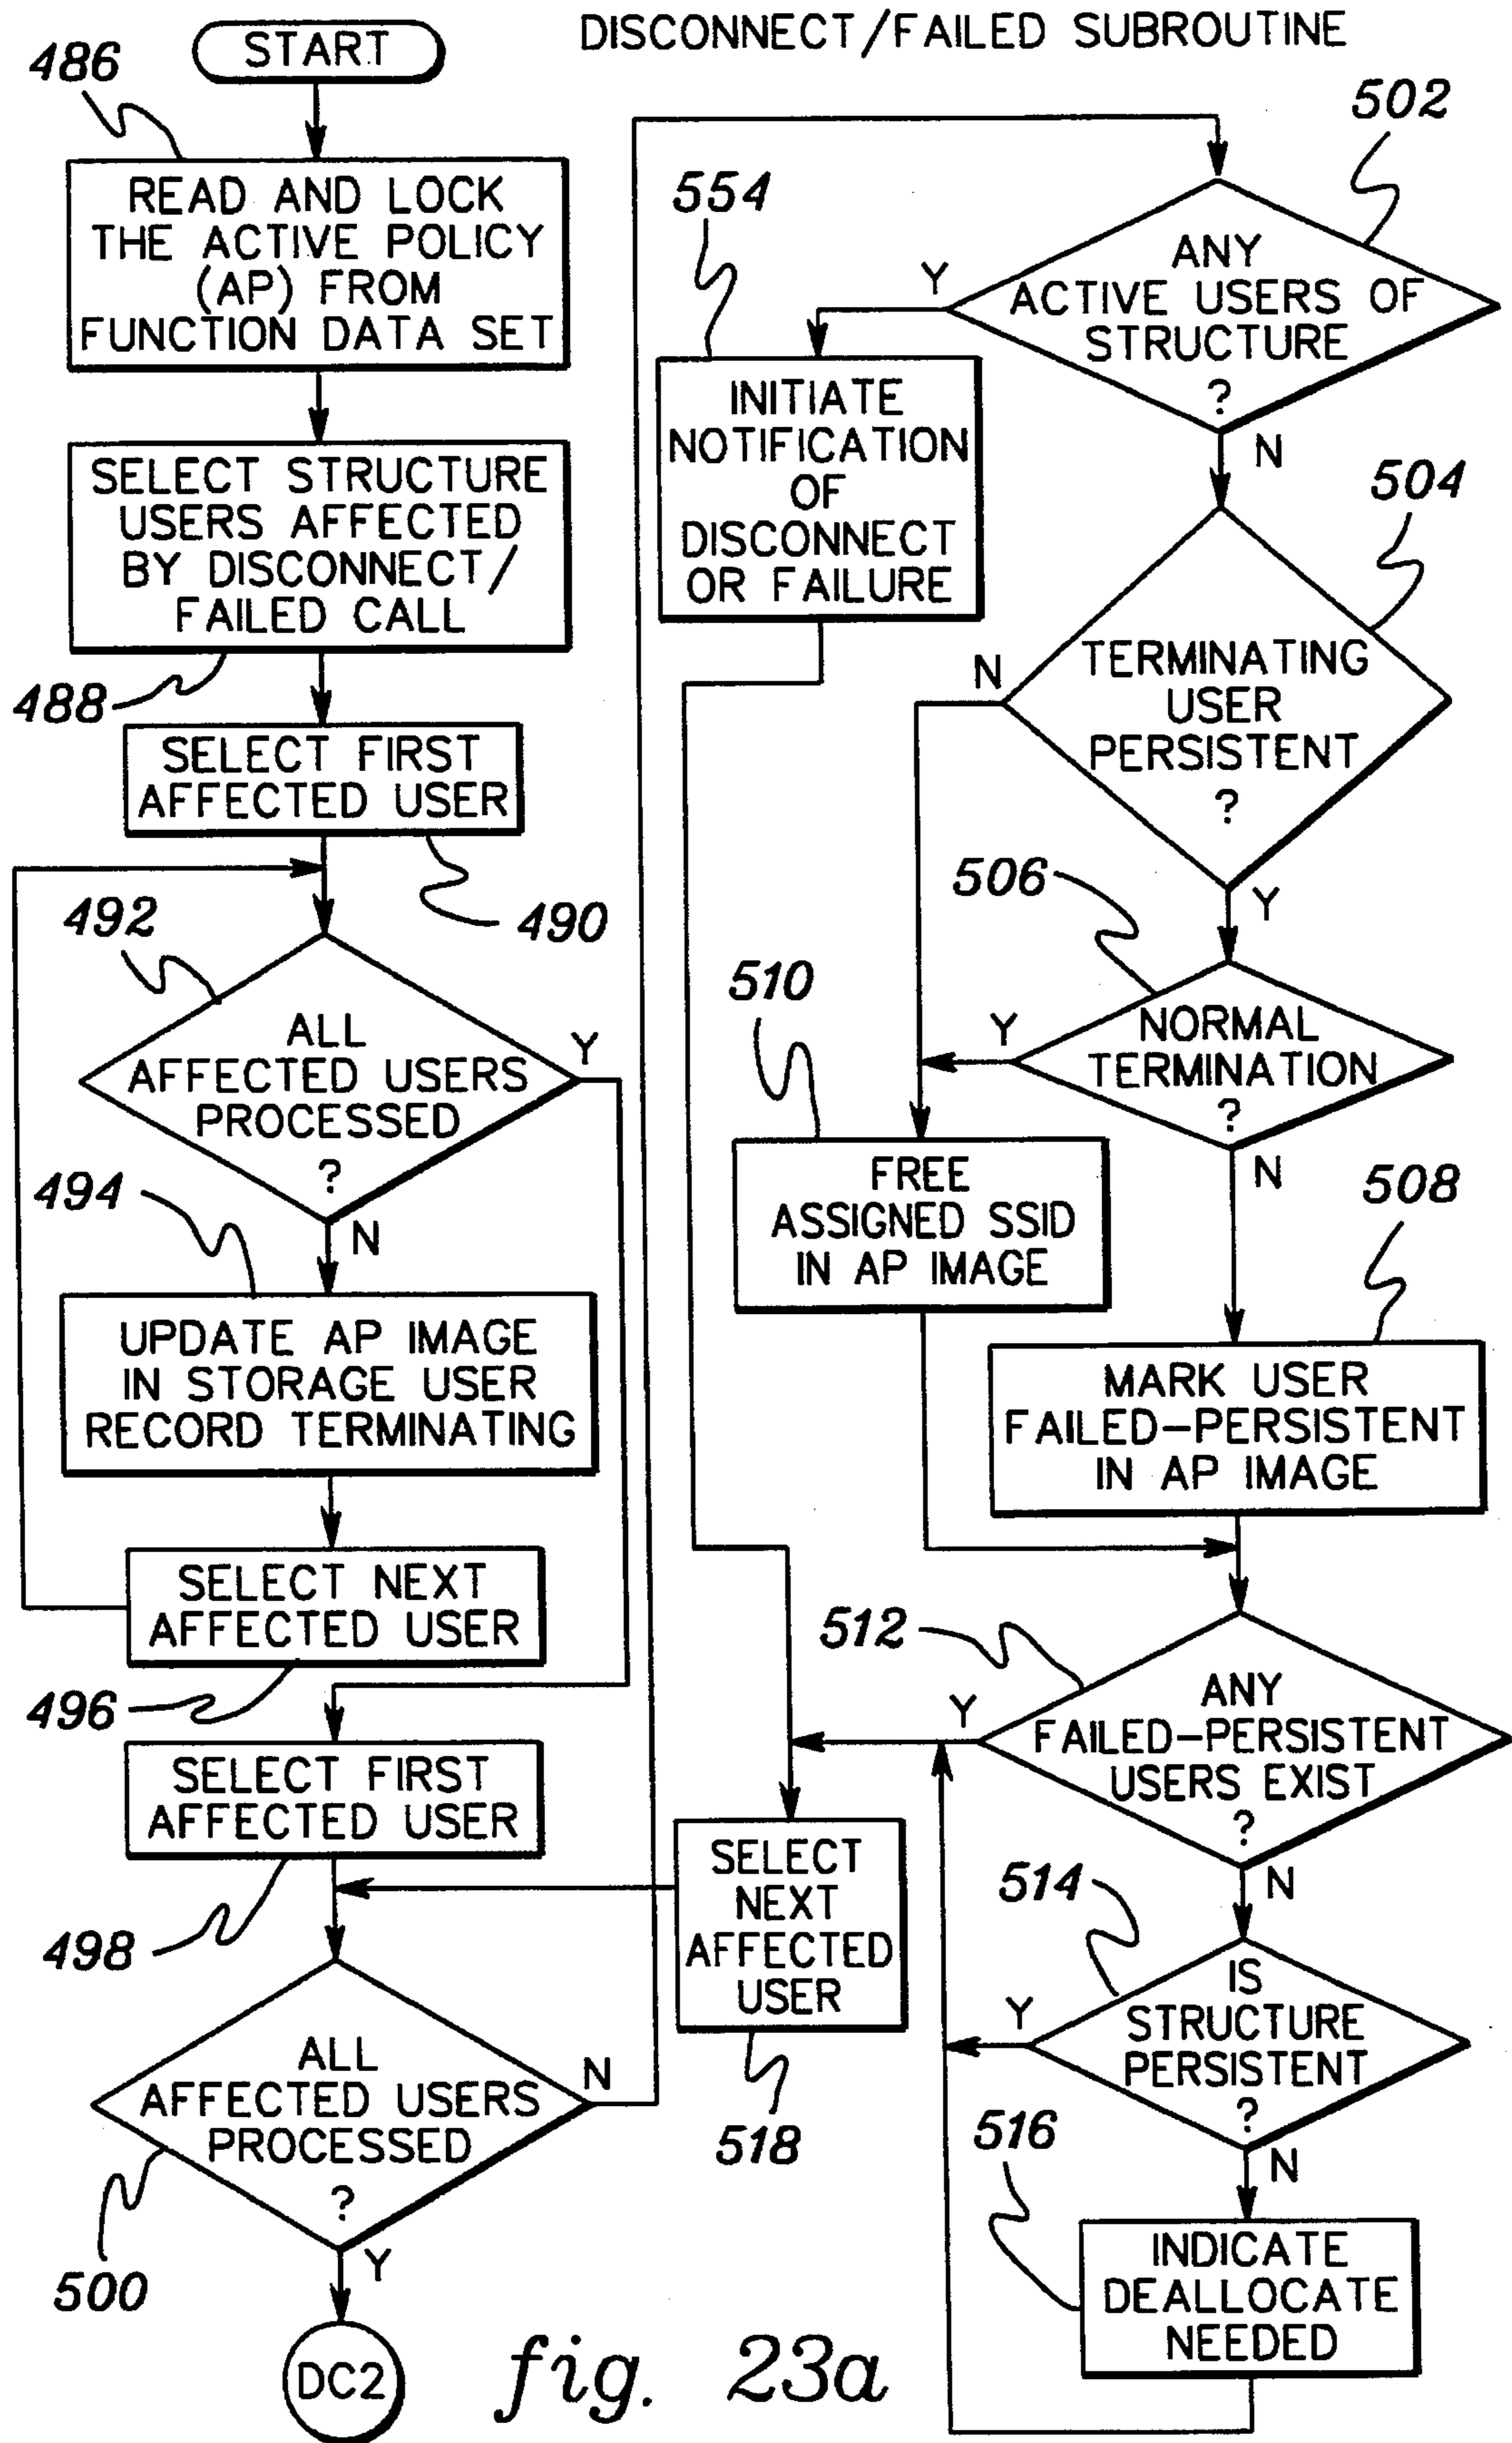 DISCONNECT/FAILED SUBROUTINE
START
486
READ AND LOCK
THE ACTIVE POLICY
(AP) FROM
FUNCTION DATA SET
SELECT STRUCTURE
USERS AFFECTED
BY DISCONNECT/
FAILED CALL
488
SELECT FIRST
AFFECTED USER
490
492
ALL
AFFECTED USERS
PROCESSED
?
Y
N
494
UPDATE AP IMAGE
IN STORAGE USER
RECORD TERMINATING
SELECT NEXT
AFFECTED USER
496
SELECT FIRST
AFFECTED USER
498
ALL
AFFECTED USERS
PROCESSED
?
N
Y
500
DC2
502
ANY
ACTIVE USERS OF
STRUCTURE
?
Y
N
554
INITIATE
NOTIFICATION
OF
DISCONNECT
OR FAILURE
504
TERMINATING
USER
PERSISTENT
?
N
Y
506
NORMAL
TERMINATION
?
Y
N
510
FREE
ASSIGNED SSID
IN AP IMAGE
508
MARK USER
FAILED-PERSISTENT
IN AP IMAGE
512
ANY
FAILED-PERSISTENT
USERS EXIST
?
Y
N
SELECT
NEXT
AFFECTED
USER
518
514
IS
STRUCTURE
PERSISTENT
?
Y
N
516
INDICATE
DEALLOCATE
NEEDED
fig. 23a